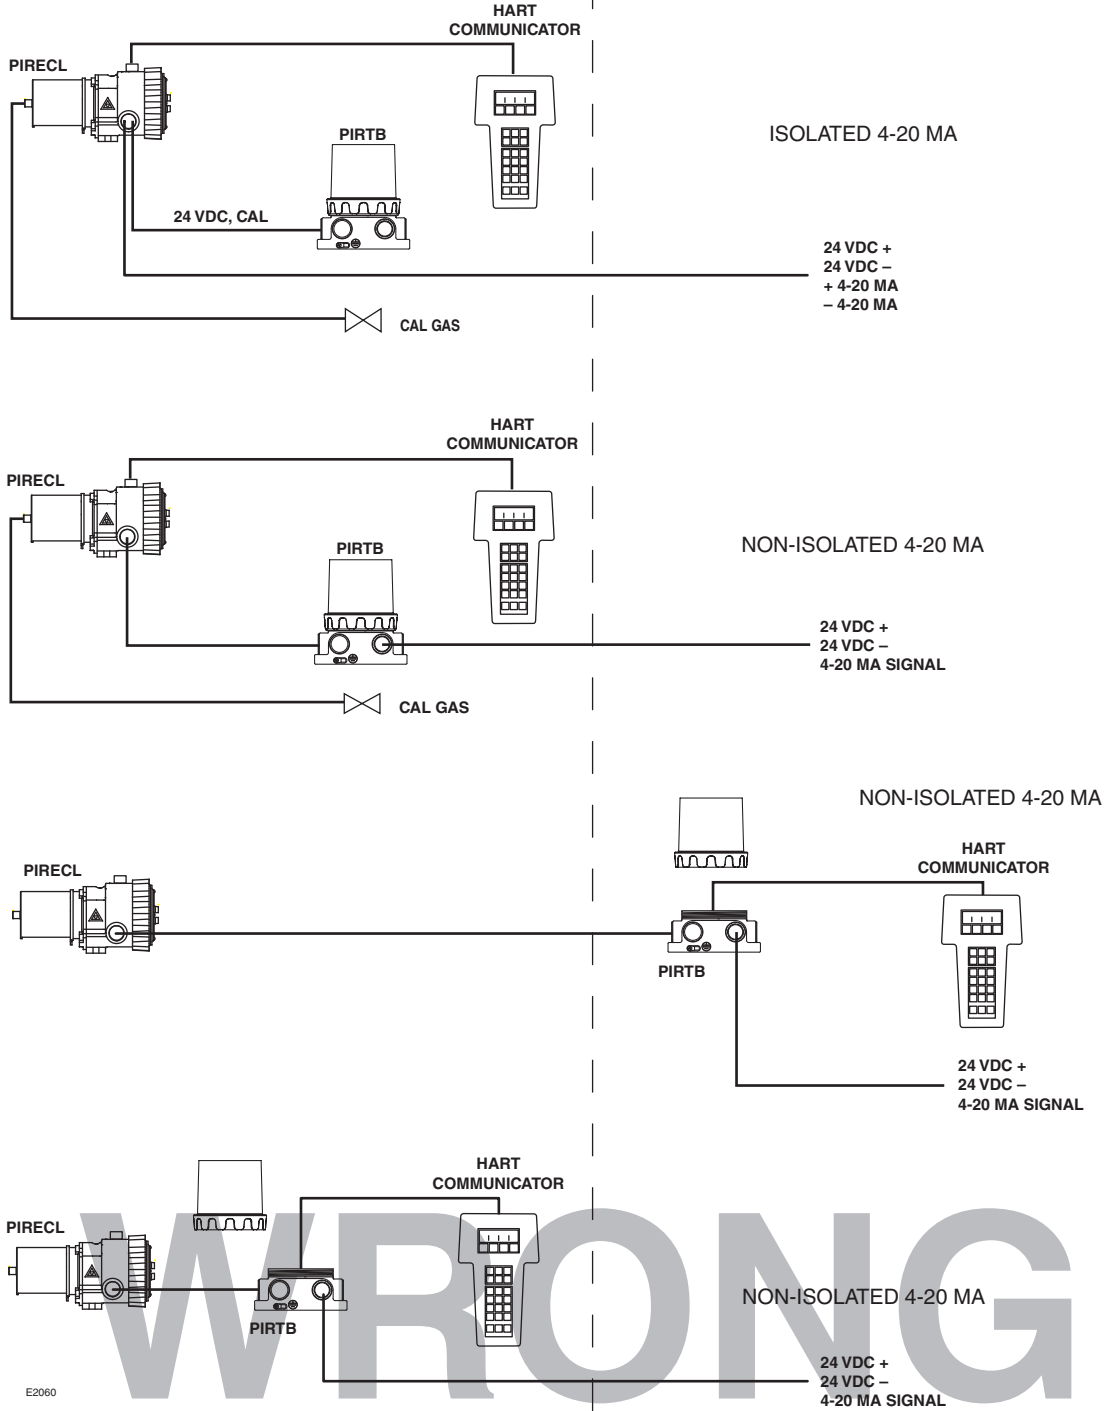 HART
COMMUNICATOR
PIRECL
ISOLATED 4-20 MA
PIRTB
24 VDC, CAL
24 VDC +
24 VDC –
+ 4-20 MA
– 4-20 MA
CAL GAS
HART
COMMUNICATOR
PIRECL
NON-ISOLATED 4-20 MA
PIRTB
24 VDC +
24 VDC –
4-20 MA SIGNAL
CAL GAS
NON-ISOLATED 4-20 MA
HART
COMMUNICATOR
PIRECL
PIRTB
24 VDC +
24 VDC –
4-20 MA SIGNAL
HART
COMMUNICATOR
PIRECL
WRONG
NON-ISOLATED 4-20 MA
PIRTB
24 VDC +
24 VDC –
4-20 MA SIGNAL
E2060